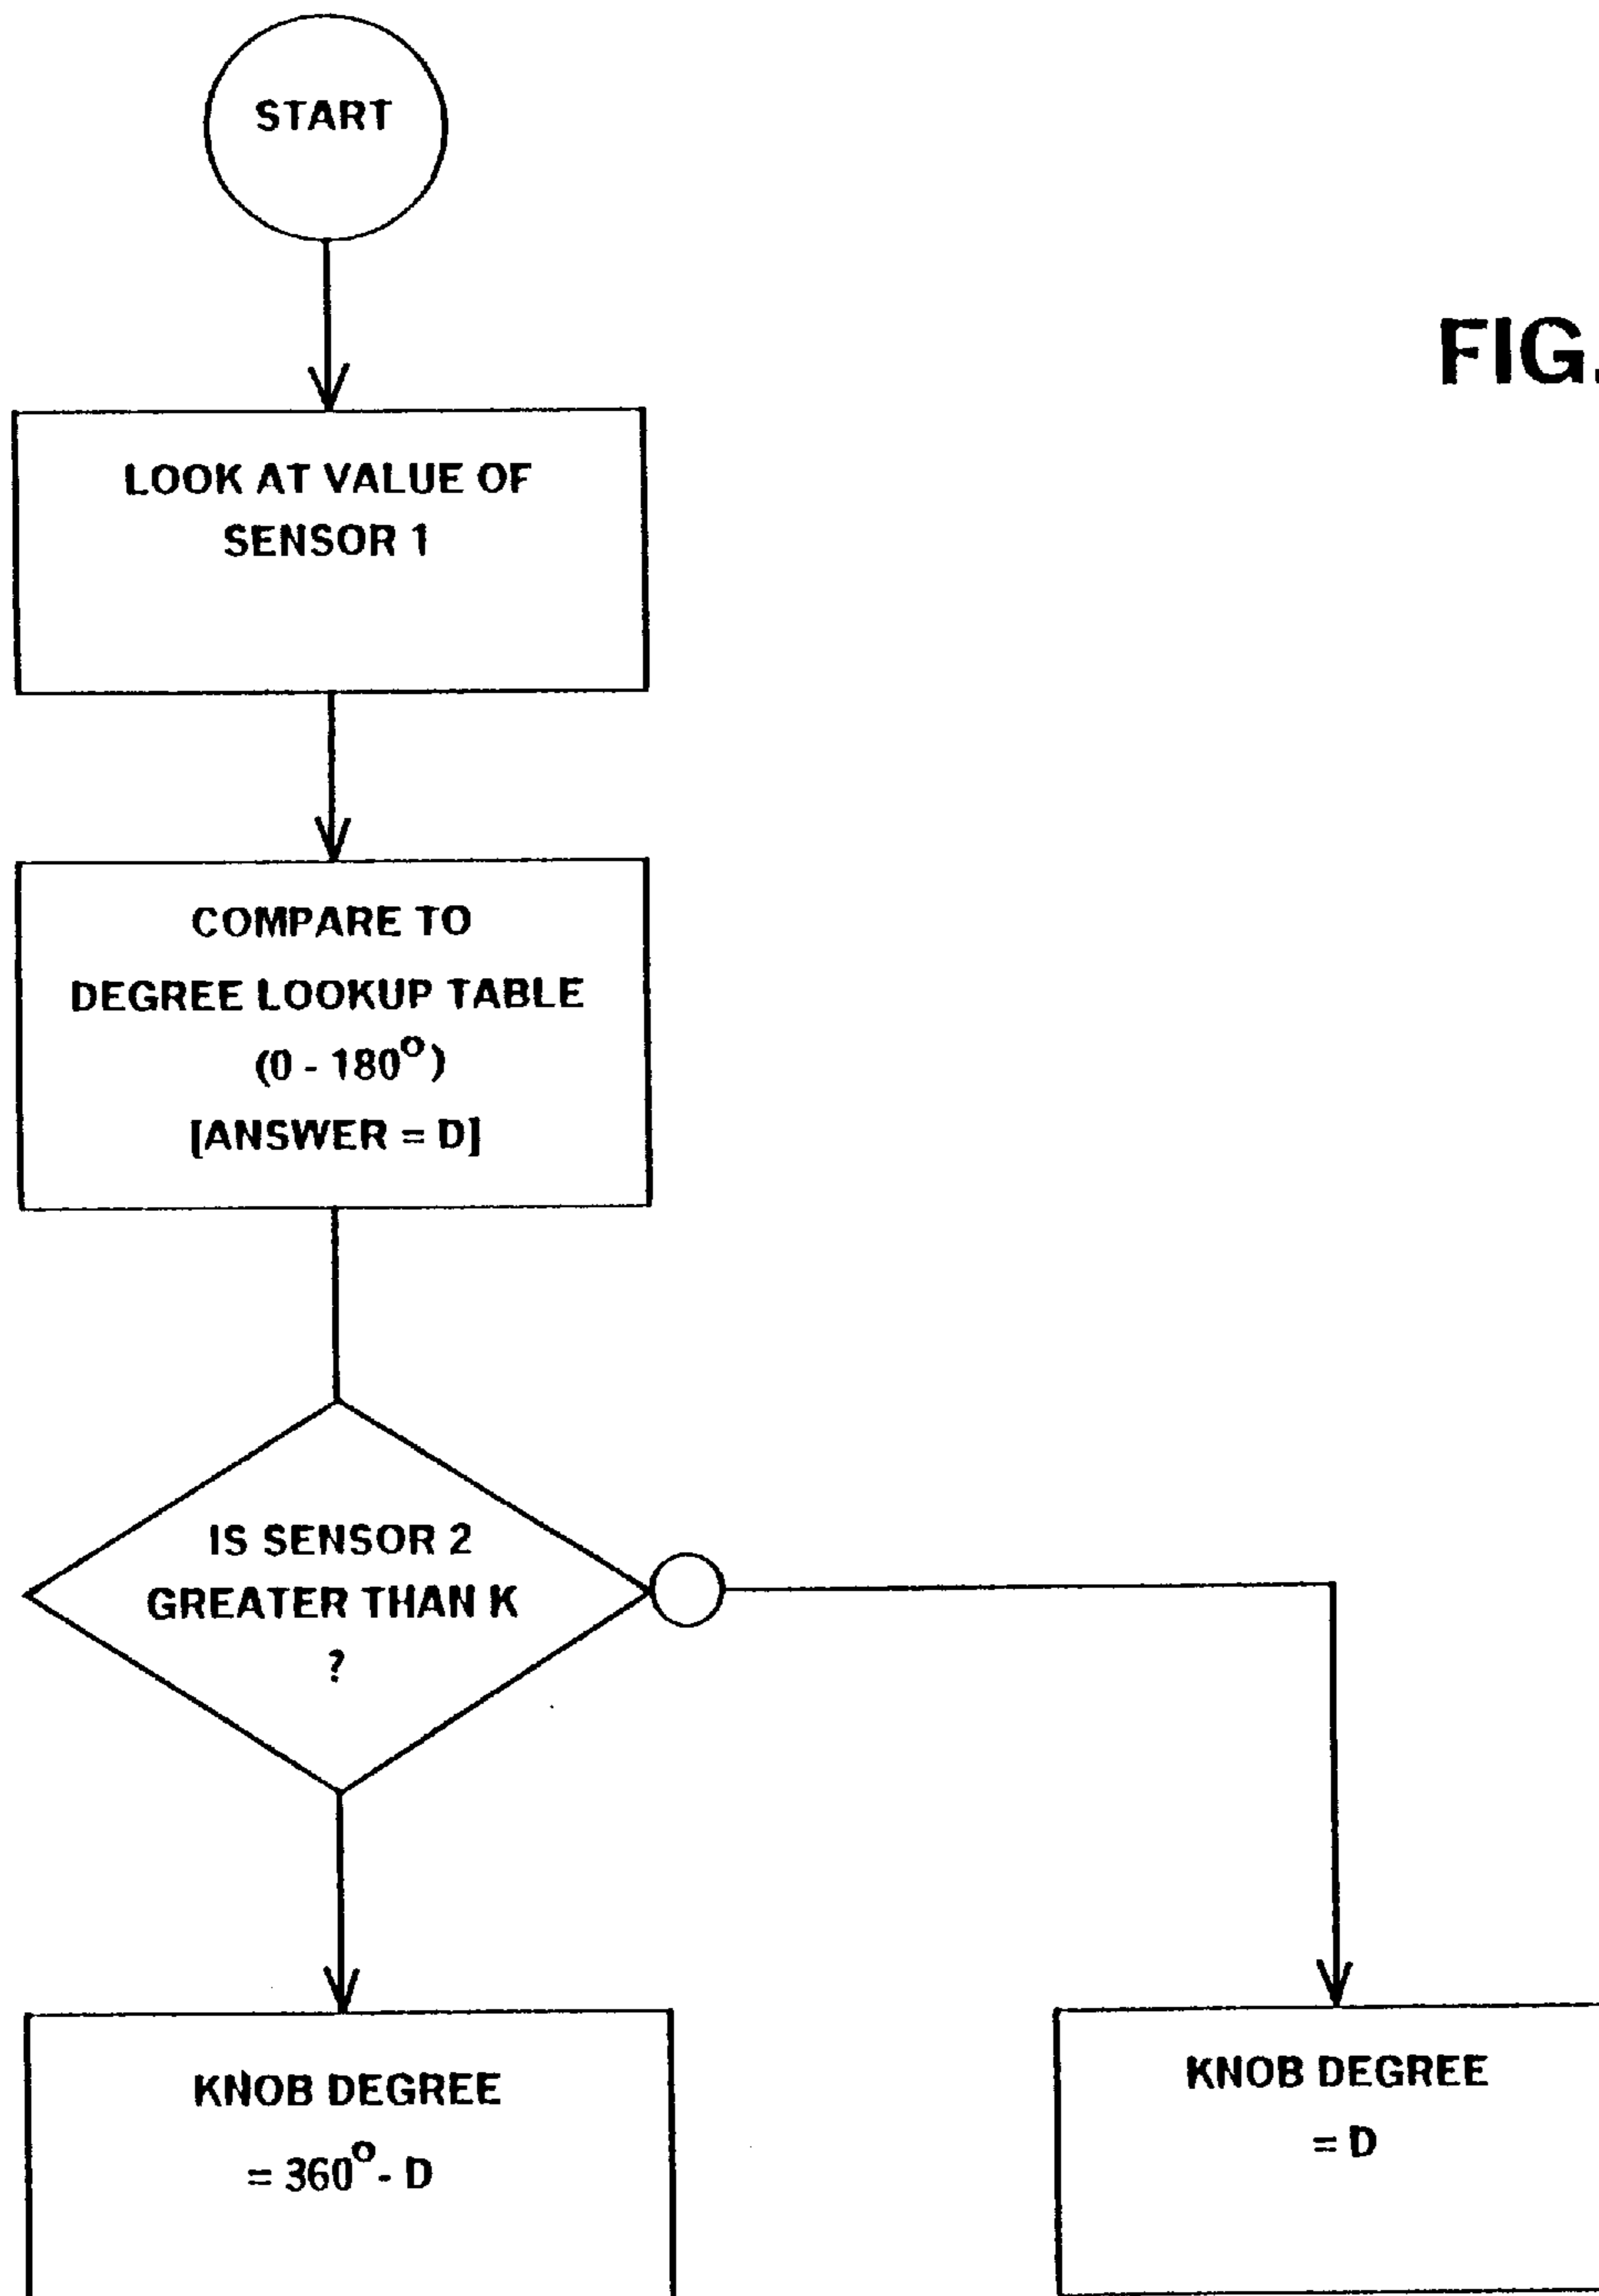 START
FIG.
LOOK AT VALUE OF
SENSOR 1
COMPARE TO
DEGREE LOOKUP TABLE
(0 - 180°)
[ANSWER = D]
IS SENSOR 2
GREATER THAN K
?
KNOB DEGREE
= 360° - D
KNOB DEGREE
= D